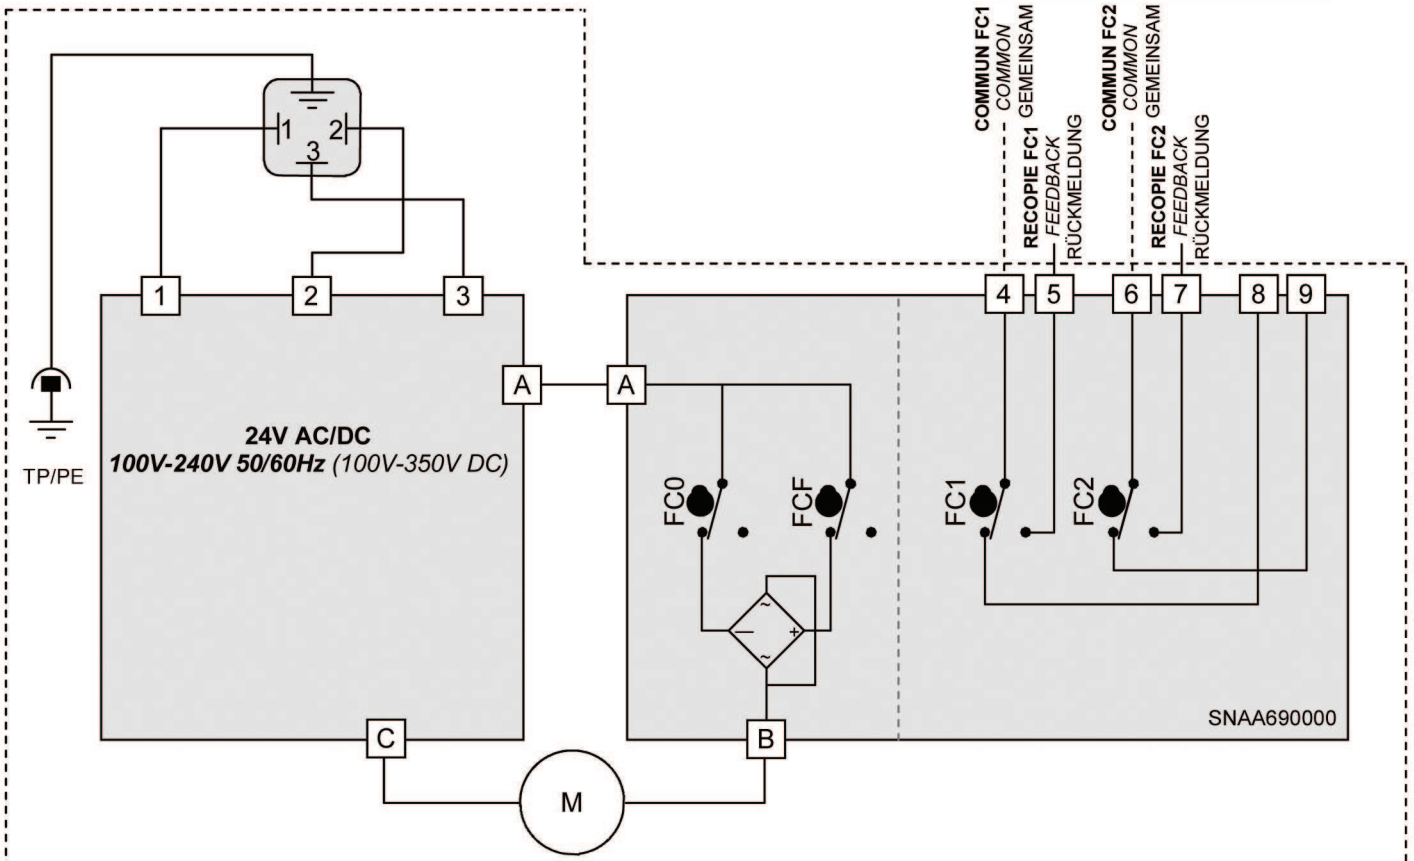 COMMUN FC1
COMMON
GEMEINSAM
RECOPIE FC1
FEEDBACK
RÜCKMELDUNG
COMMUN FC2
COMMON
GEMEINSAM
RECOPIE FC2
FEEDBACK
RÜCKMELDUNG
1 2
3
1 2 3
4 5 6 7 8 9
A A
24V AC/DC
100V-240V 50/60Hz (100V-350V DC)
TP/PE
FC0
FCF
FC1
FC2
~
— +
~
SNAA690000
C
B
M